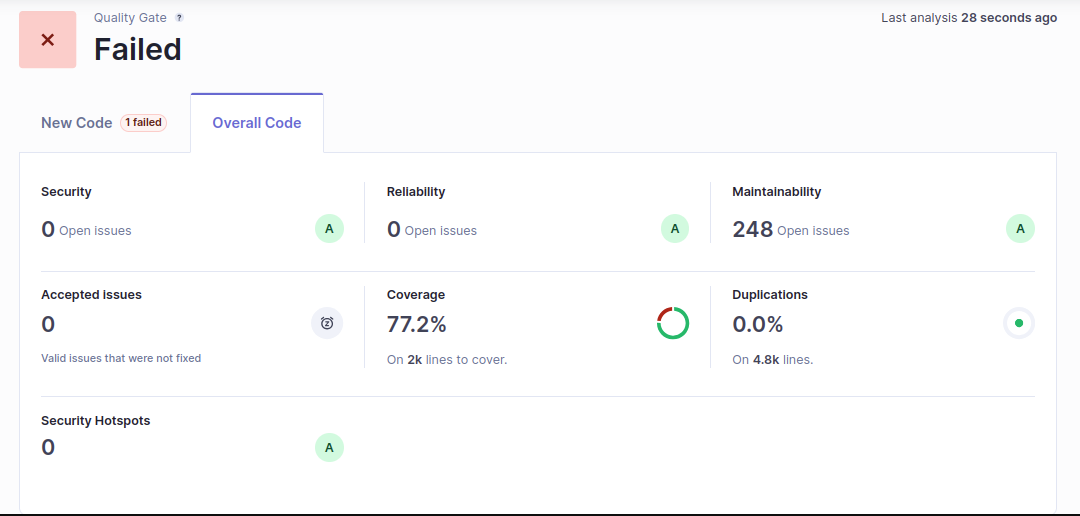 Quality Gate ?
Last analysis 28 seconds ago
Failed
New Code 1 failed
Overall Code
Security
Reliability
Maintainability
0 Open issues A
0 Open issues A
248 Open issues A
Accepted issues
Coverage
Duplications
0
77.2%
0.0%
Valid issues that were not fixed
On 2k lines to cover.
On 4.8k lines.
Security Hotspots
0 A